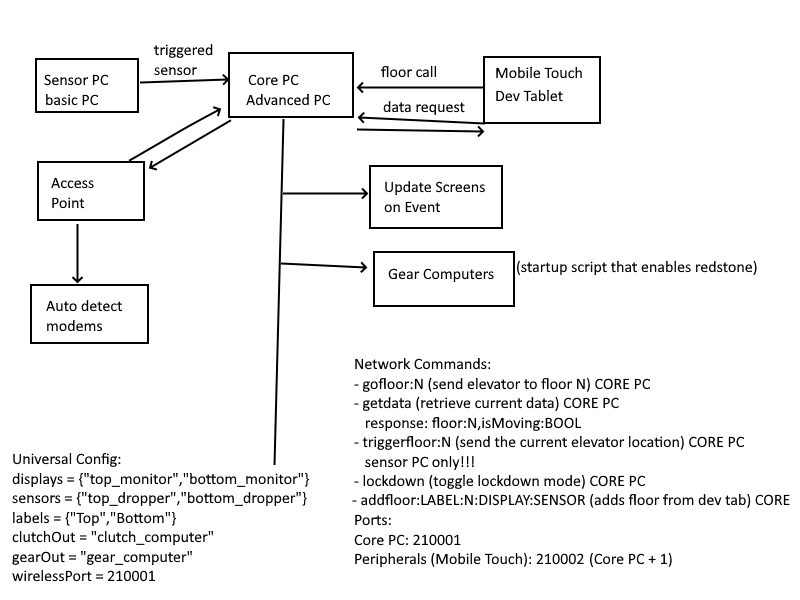 triggered
sensor
Sensor PC
basic PC
Core PC
Advanced PC
floor call
data request
Mobile Touch
Dev Tablet
Access
Point
Update Screens
on Event
Gear Computers
(startup script that enables redstone)
Auto detect
modems
Network Commands:
- gofloor:N (send elevator to floor N) CORE PC
- getdata (retrieve current data) CORE PC
response: floor:N,isMoving:BOOL
- triggerfloor:N (send the current elevator location) CORE PC
sensor PC only!!!
- lockdown (toggle lockdown mode) CORE PC
- addfloor:LABEL:N:DISPLAY:SENSOR (adds floor from dev tab) CORE
Ports:
Core PC: 210001
Peripherals (Mobile Touch): 210002 (Core PC + 1)
Universal Config:
displays = {"top_monitor","bottom_monitor"}
sensors = {"top_dropper","bottom_dropper"}
labels = {"Top","Bottom"}
clutchOut = "clutch_computer"
gearOut = "gear_computer"
wirelessPort = 210001